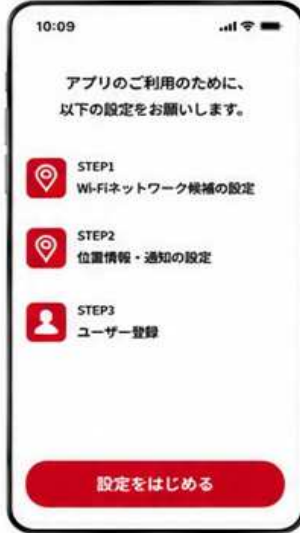 10:09
アプリのご利用のために、
以下の設定をお願いします。
STEP1
Wi-Fiネットワーク候補の設定
STEP2
位置情報・通知の設定
STEP3
ユーザー登録
設定をはじめる